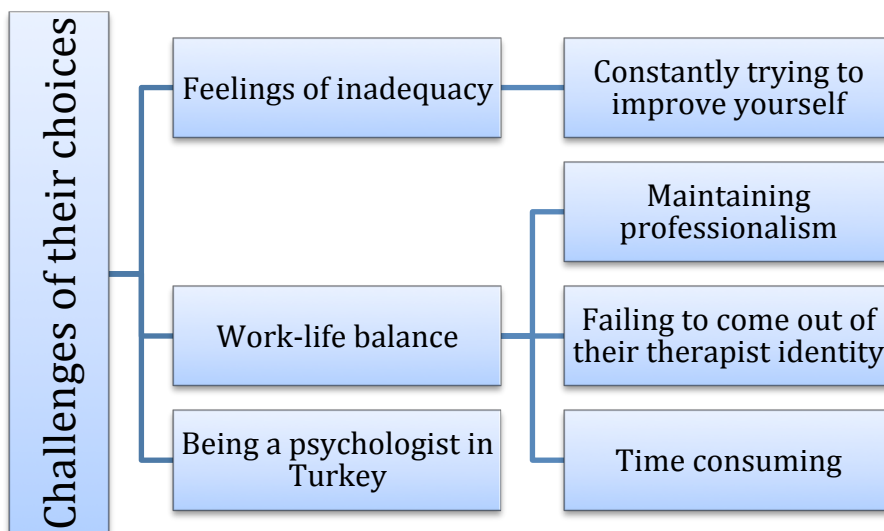 Challenges of their choices
Feelings of inadequacy
Constantly trying to
improve yourself
Work-life balance
Maintaining
professionalism
Failing to come out of
their therapist identity
Time consuming
Being a psychologist in
Turkey